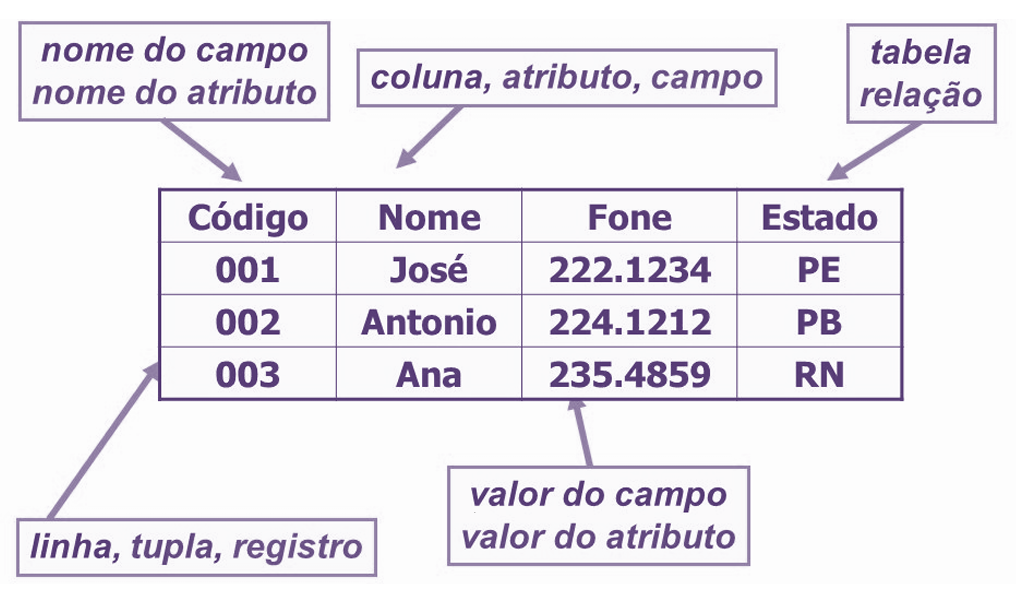 nome do campo
nome do atributo
coluna, atributo, campo
tabela
relação
Código Nome Fone Estado
001 José 222.1234 PE
002 Antonio 224.1212 PB
003 Ana 235.4859 RN
valor do campo
valor do atributo
linha, tupla, registro